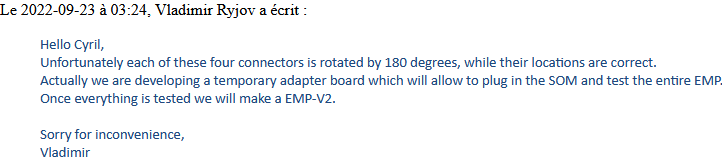 Le 2022-09-23 à 03:24, Vladimir Ryjov a écrit :
Hello Cyril,
Unfortunately each of these four connectors is rotated by 180 degrees, while their locations are correct.
Actually we are developing a temporary adapter board which will allow to plug in the SOM and test the entire EMP.
Once everything is tested we will make a EMP-V2.
Sorry for inconvenience,
Vladimir